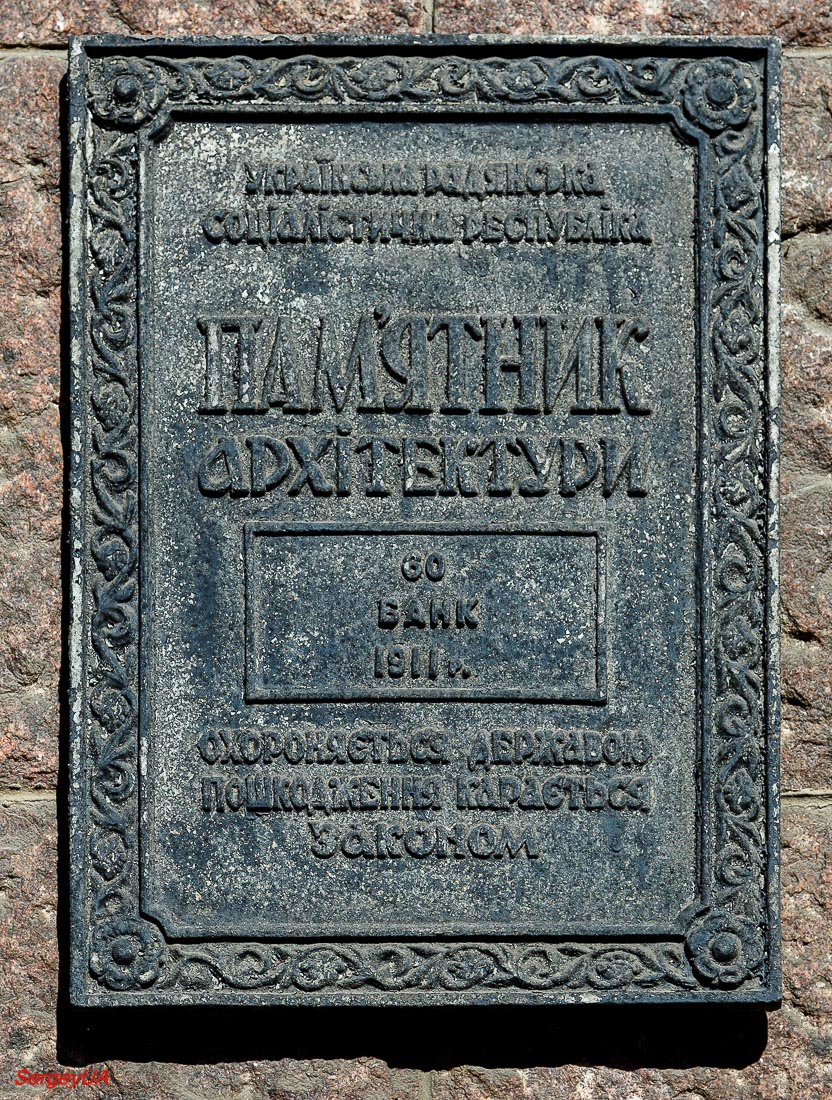 УКРАЇНСЬКА РАДЯНСЬКА
СОЦІАЛІСТИЧНА РЕСПУБЛІКА
ПАМ'ЯТНИК
АРХІТЕКТУРИ
60
БАНК
1911 р.
ОХОРОНЯЄТЬСЯ ДЕРЖАВОЮ
ПОШКОДЖЕННЯ КАРАЄТЬСЯ
ЗАКОНОМ
SergeyUA